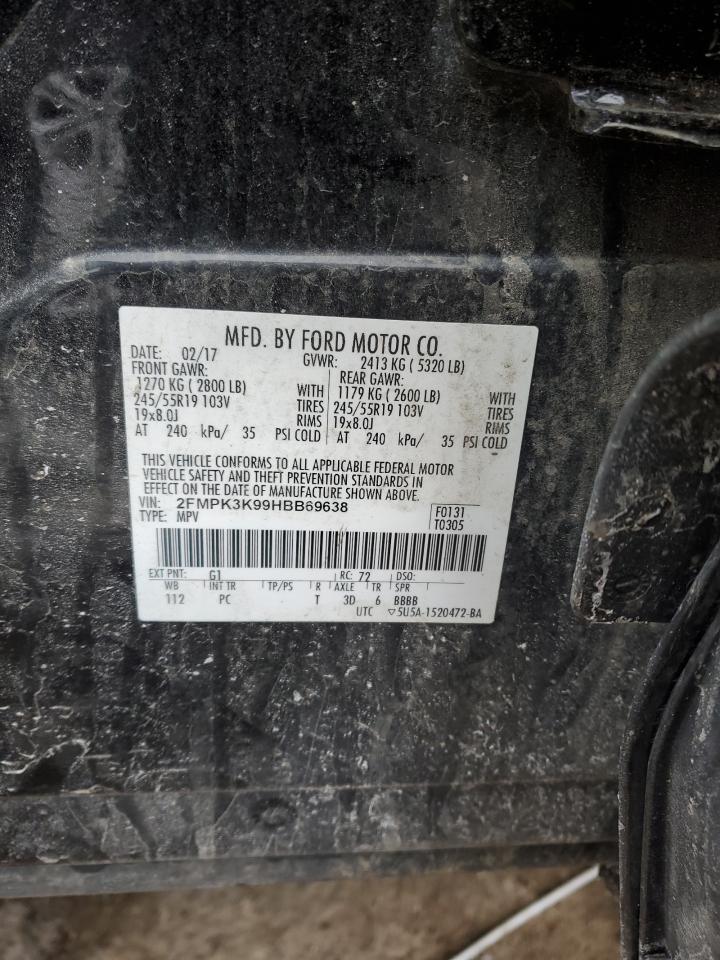 MFD. BY FORD MOTOR CO.
DATE: 02/17 GVWR: 2413 KG ( 5320 LB)
FRONT GAWR: REAR GAWR:
1270 KG ( 2800 LB) WITH 1179 KG ( 2600 LB) WITH
245/55R19 103V TIRES 245/55R19 103V TIRES
19x8.0J RIMS 19x8.0J RIMS
AT 240 kPa/ 35 PSI COLD AT 240 kPa/ 35 PSI COLD
THIS VEHICLE CONFORMS TO ALL APPLICABLE FEDERAL MOTOR
VEHICLE SAFETY AND THEFT PREVENTION STANDARDS IN
EFFECT ON THE DATE OF MANUFACTURE SHOWN ABOVE.
VIN: 2FMPK3K99HBB69638 F0131
TYPE: MPV T0305
EXT PNT: G1 RC: 72 DSO:
WB INT TR TP/PS R AXLE TR SPR
112 PC T 3D 6 BBBB
UTC ▽5U5A-1520472-BA